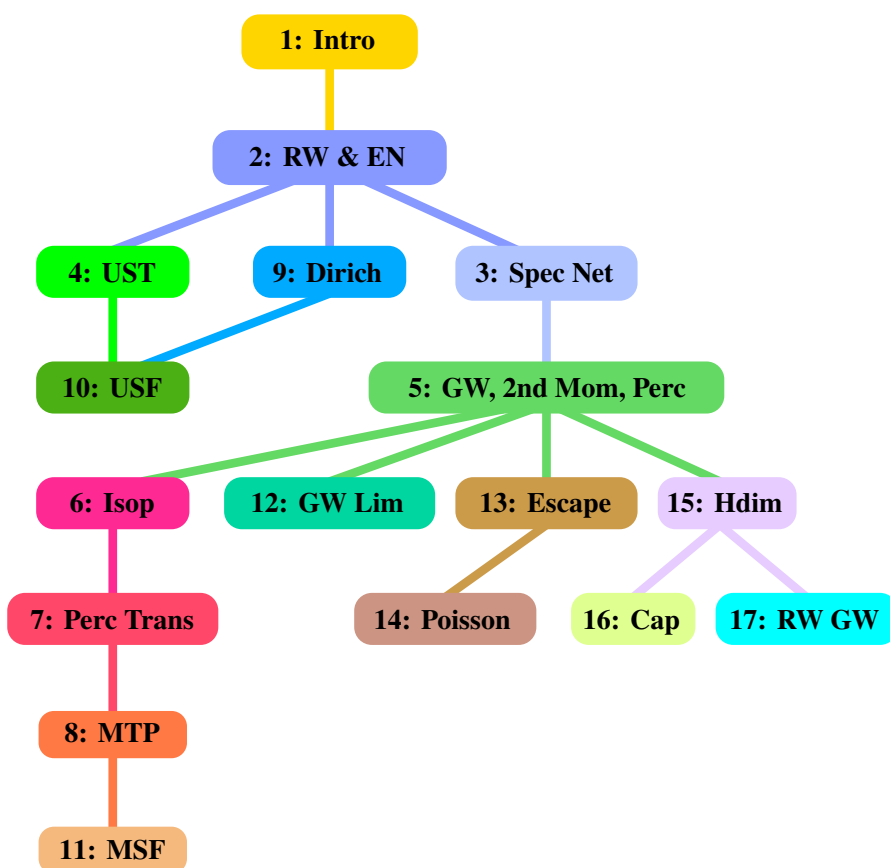 1: Intro
2: RW & EN
4: UST
9: Dirich
3: Spec Net
10: USF
5: GW, 2nd Mom, Perc
6: Isop
12: GW Lim
13: Escape
15: Hdim
7: Perc Trans
14: Poisson
16: Cap
17: RW GW
8: MTP
11: MSF